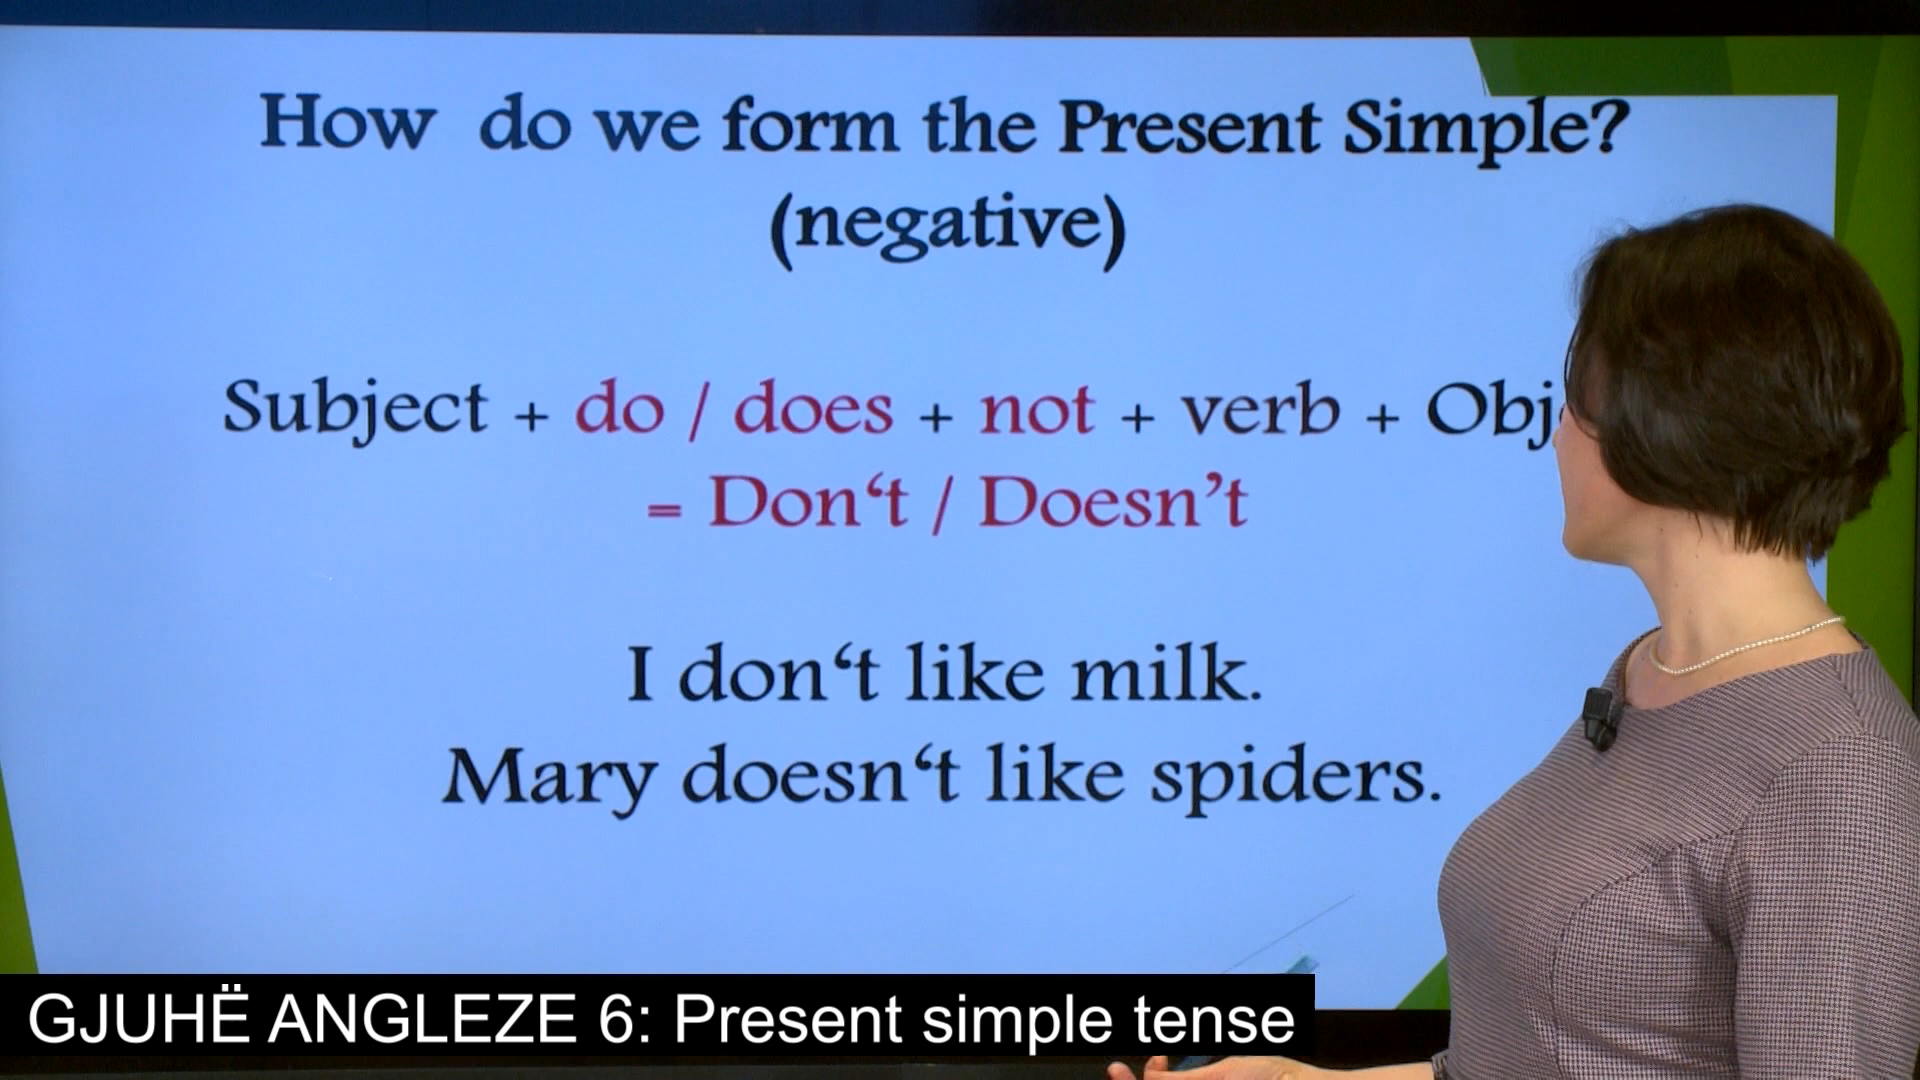 How do we form the Present Simple?
(negative)
Subject + do / does + not + verb + Obj
= Don‘t / Doesn’t
I don‘t like milk.
Mary doesn‘t like spiders.
GJUHË ANGLEZE 6: Present simple tense